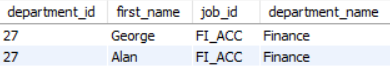 department_id first_name job_id department_name
27 George FI_ACC Finance
27 Alan FI_ACC Finance